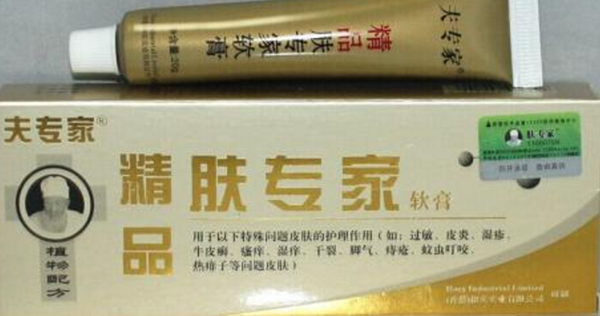 精品
肤专家软膏
夫专家®
净含量:20g
夫专家®
精品
肤专家
软膏
植物配方
用于以下特殊问题皮肤的护理作用(如:过敏、皮炎、湿疹、
牛皮癣、瘙痒、湿痒、干裂、脚气、痔疮、蚊虫叮咬、
热痱子等问题皮肤)
肤专家